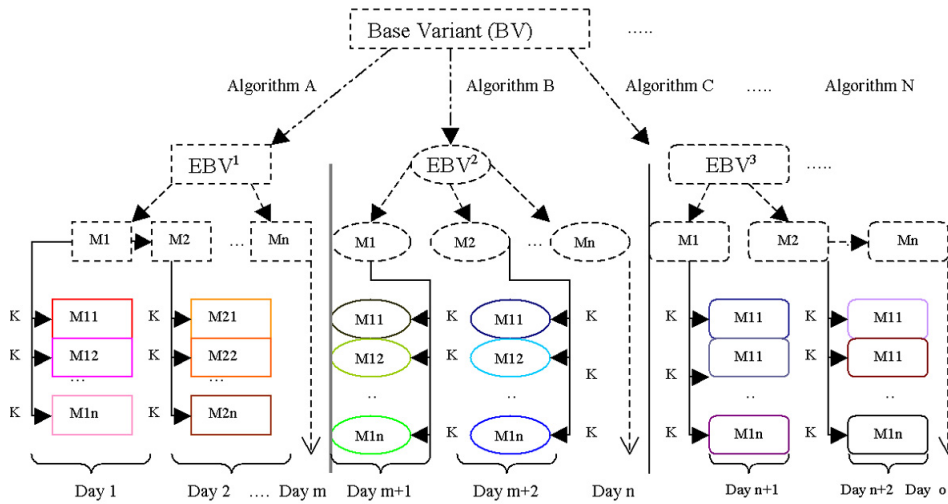 Base Variant (BV) .....
Algorithm A Algorithm B Algorithm C ..... Algorithm N
EBV¹ EBV² EBV³ .....
M1 M2 ... Mn M1 M2 ... Mn M1 M2 Mn
K M11 K M21 M11 K M11 K K M11 K M11
K M12 K M22 M12 K M12 K K M11 K M11
... ... .. .. .. ..
K M1n K M2n M1n K M1n K K M1n K M1n
Day 1 Day 2 .... Day m Day m+1 Day m+2 Day n Day n+1 Day n+2 Day o